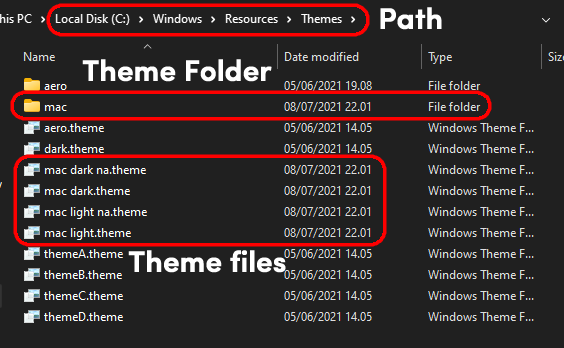 his PC > Local Disk (C:) > Windows > Resources > Themes > Path
Name Date modified Type Siz
Theme Folder
aero 05/06/2021 19.08 File folder
mac 08/07/2021 22.01 File folder
aero.theme 05/06/2021 14.05 Windows Theme F...
dark.theme 05/06/2021 14.05 Windows Theme F...
mac dark na.theme 08/07/2021 22.01 Windows Theme F...
mac dark.theme 08/07/2021 22.01 Windows Theme F...
mac light na.theme 08/07/2021 22.01 Windows Theme F...
mac light.theme 08/07/2021 22.01 Windows Theme F...
themeA.theme 05/06/2021 14.05 Windows Theme F...
Theme files
themeB.theme 05/06/2021 14.05 Windows Theme F...
themeC.theme 05/06/2021 14.05 Windows Theme F...
themeD.theme 05/06/2021 14.05 Windows Theme F...